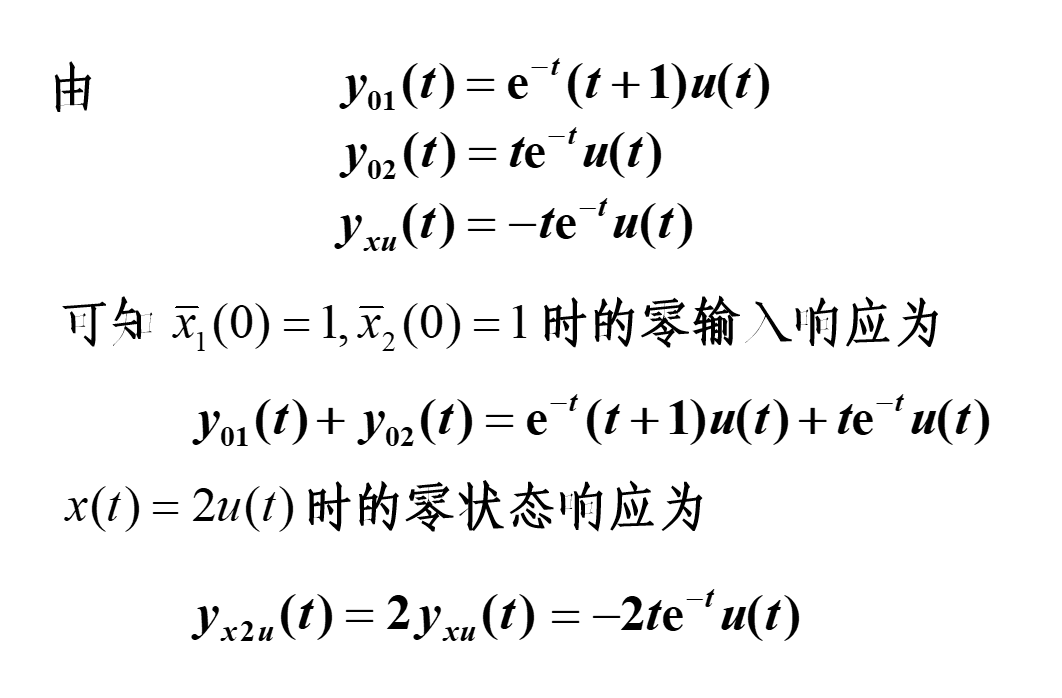 由 y₀₁(t) = e⁻ᵗ(t + 1)u(t)
y₀₂(t) = te⁻ᵗu(t)
yₓᵤ(t) = −te⁻ᵗu(t)
可知 x̅₁(0) = 1, x̅₂(0) = 1 时的零输入响应为
y₀₁(t) + y₀₂(t) = e⁻ᵗ(t + 1)u(t) + te⁻ᵗu(t)
x(t) = 2u(t) 时的零状态响应为
yₓ₂ᵤ(t) = 2yₓᵤ(t) = −2te⁻ᵗu(t)